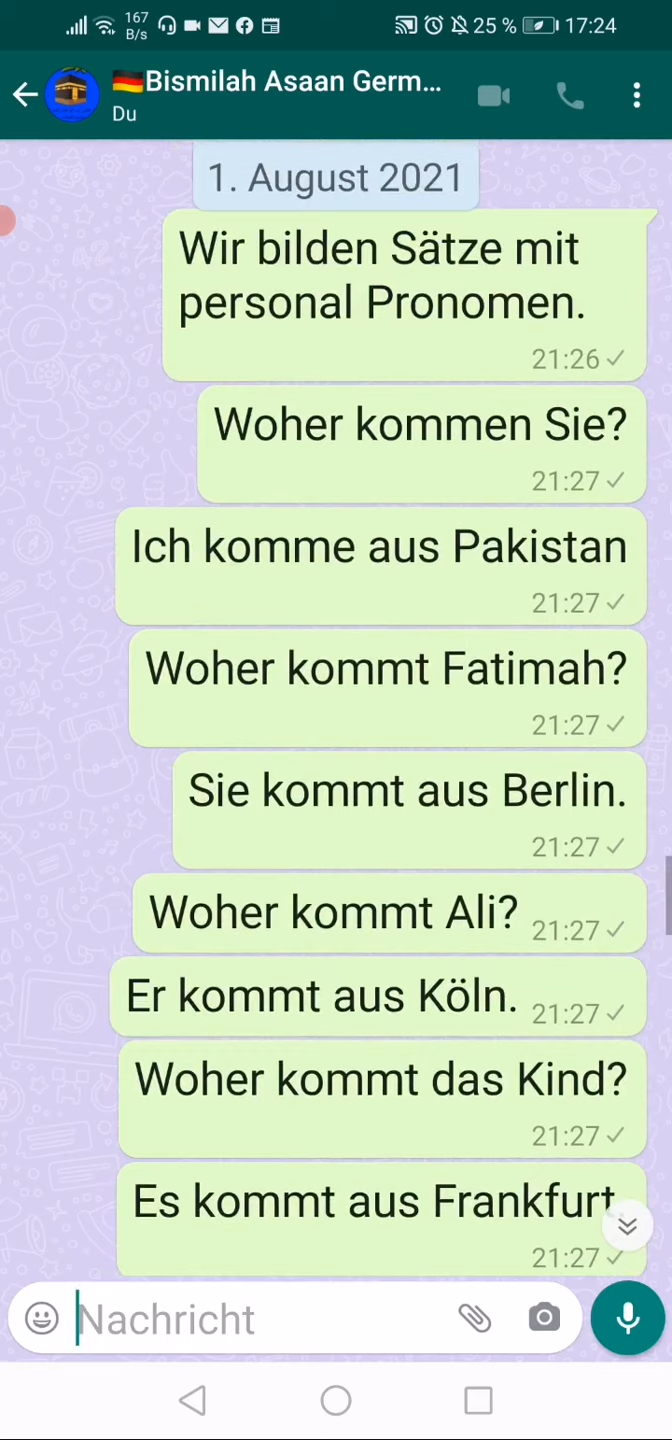 167 B/s 25 % 17:24
🇩🇪Bismilah Asaan Germ...
Du
1. August 2021
Wir bilden Sätze mit
personal Pronomen.
21:26
Woher kommen Sie?
21:27
Ich komme aus Pakistan
21:27
Woher kommt Fatimah?
21:27
Sie kommt aus Berlin.
21:27
Woher kommt Ali? 21:27
Er kommt aus Köln. 21:27
Woher kommt das Kind?
21:27
Es kommt aus Frankfurt
21:27
Nachricht